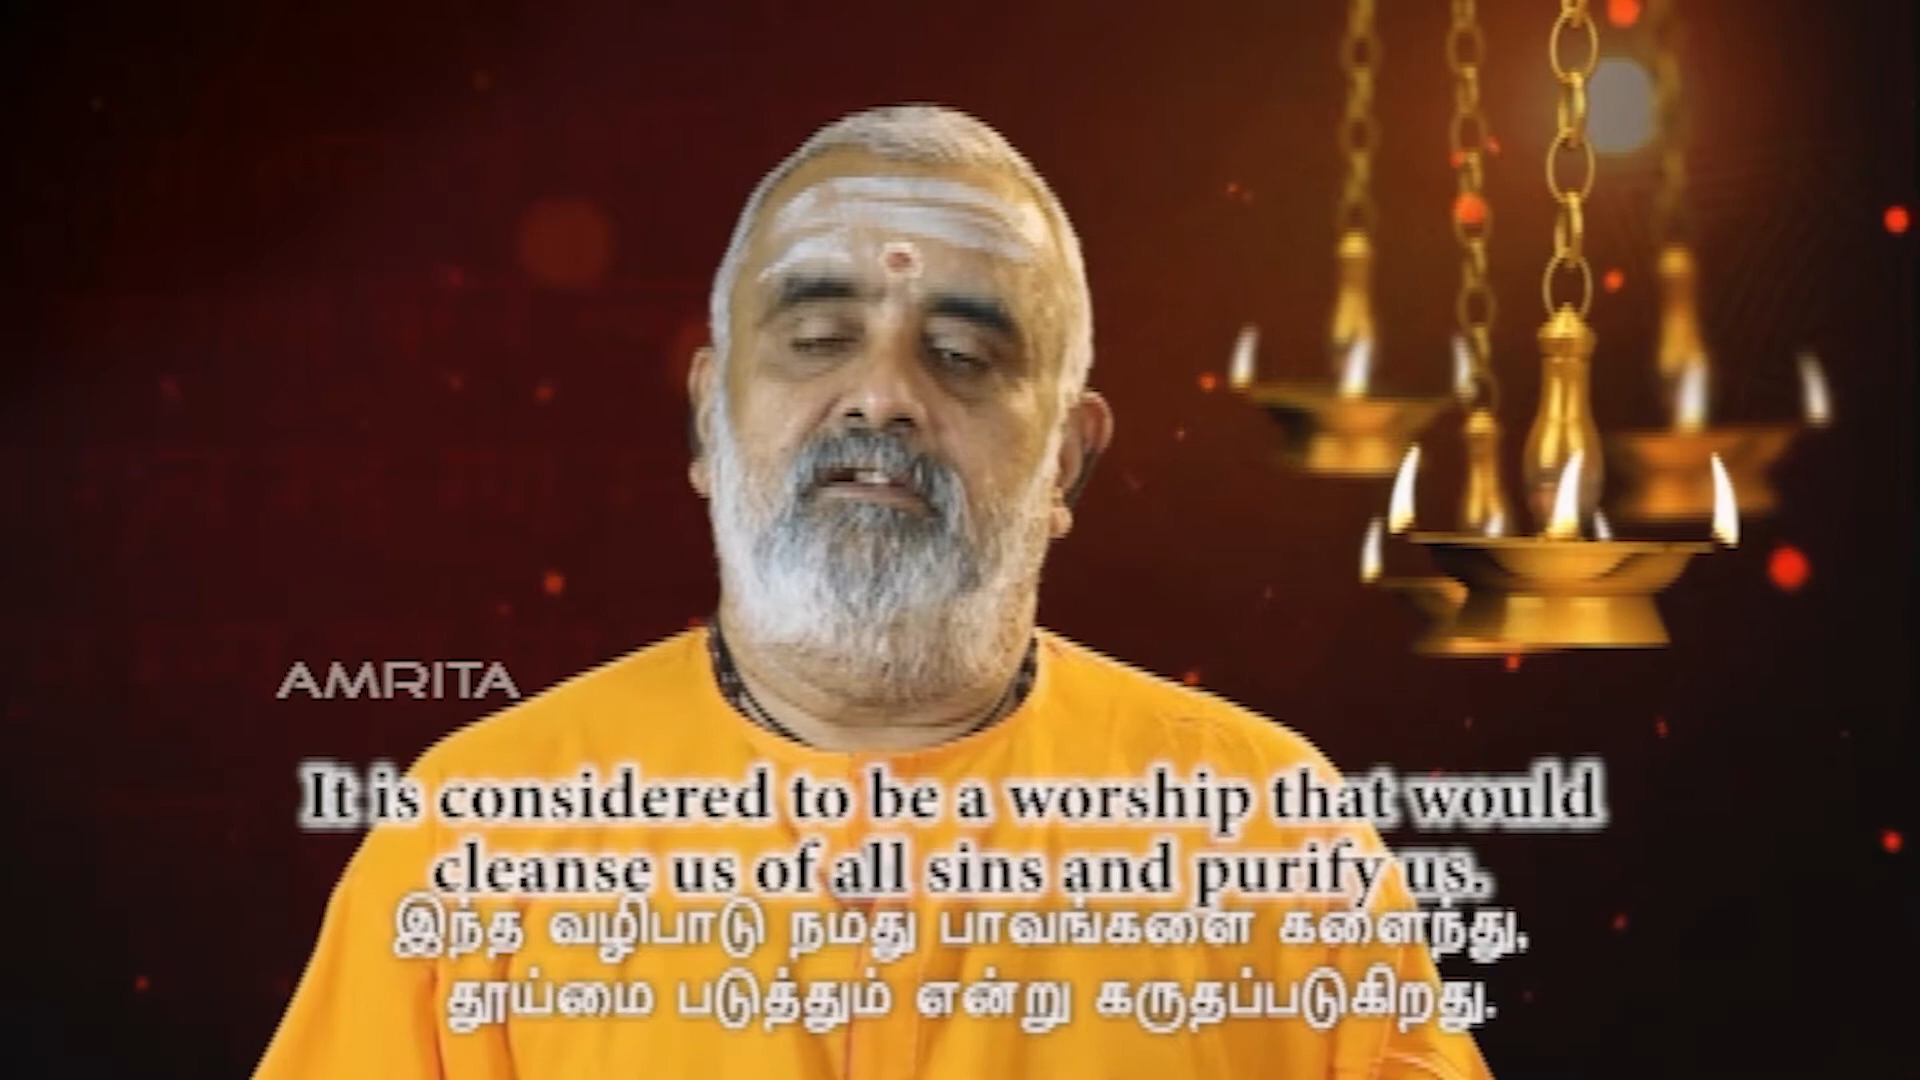 AMRITA
It is considered to be a worship that would
cleanse us of all sins and purify us.
இந்த வழிபாடு நமது பாவங்களை களைந்து,
தூய்மை படுத்தும் என்று கருதப்படுகிறது.